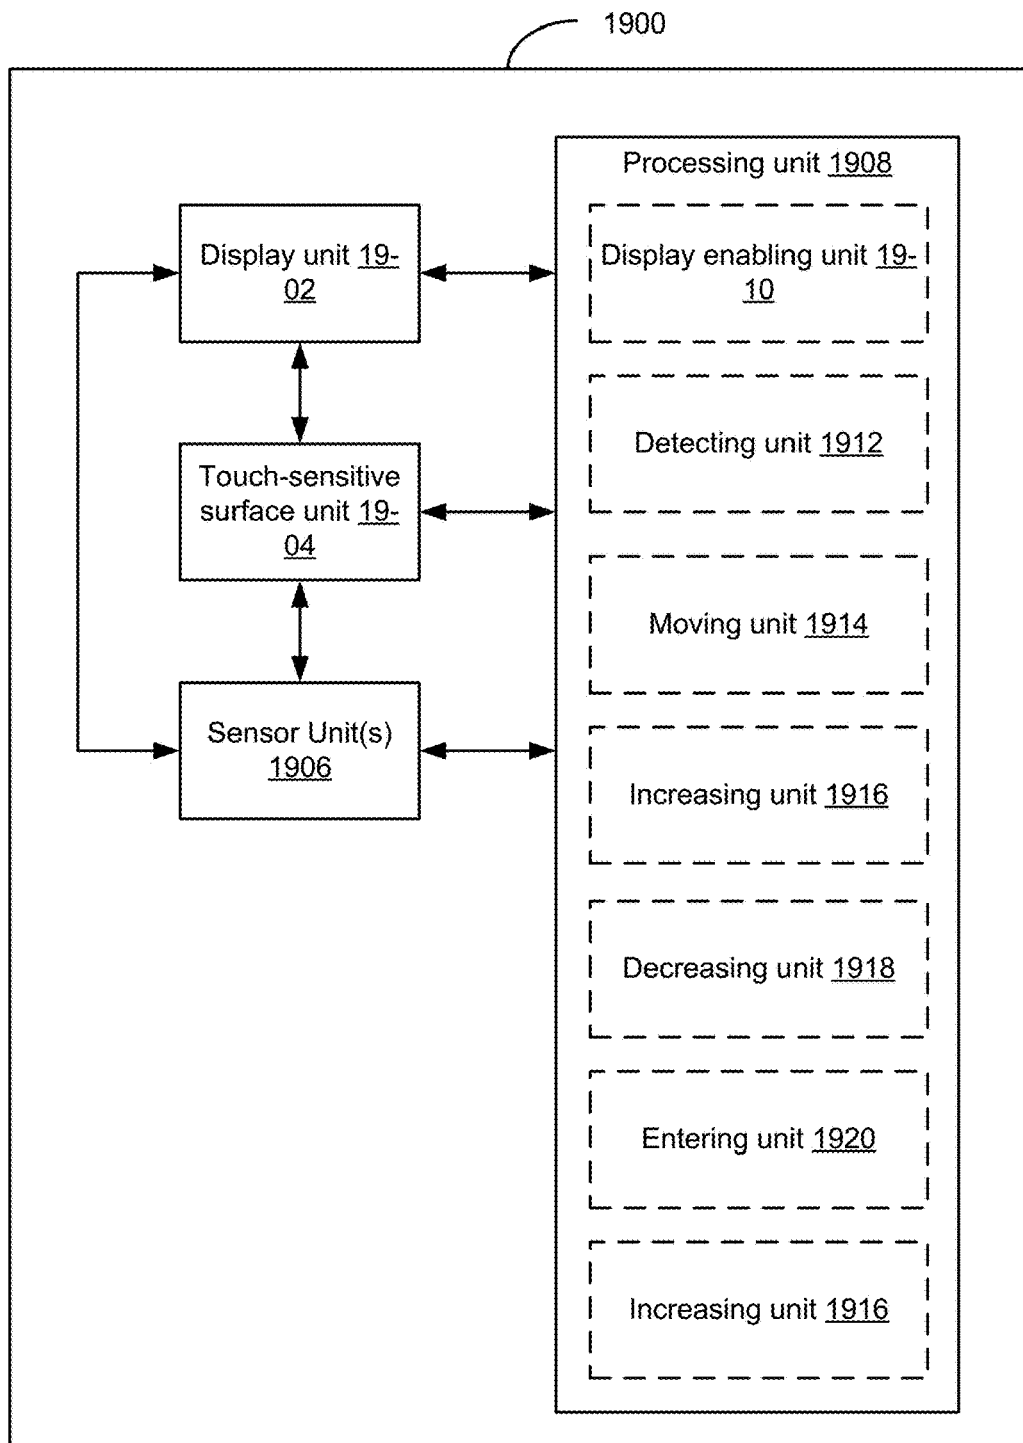 1900
Processing unit 1908
Display unit 19-
02
Display enabling unit 19-
10
Detecting unit 1912
Touch-sensitive
surface unit 19-
04
Moving unit 1914
Sensor Unit(s)
1906
Increasing unit 1916
Decreasing unit 1918
Entering unit 1920
Increasing unit 1916